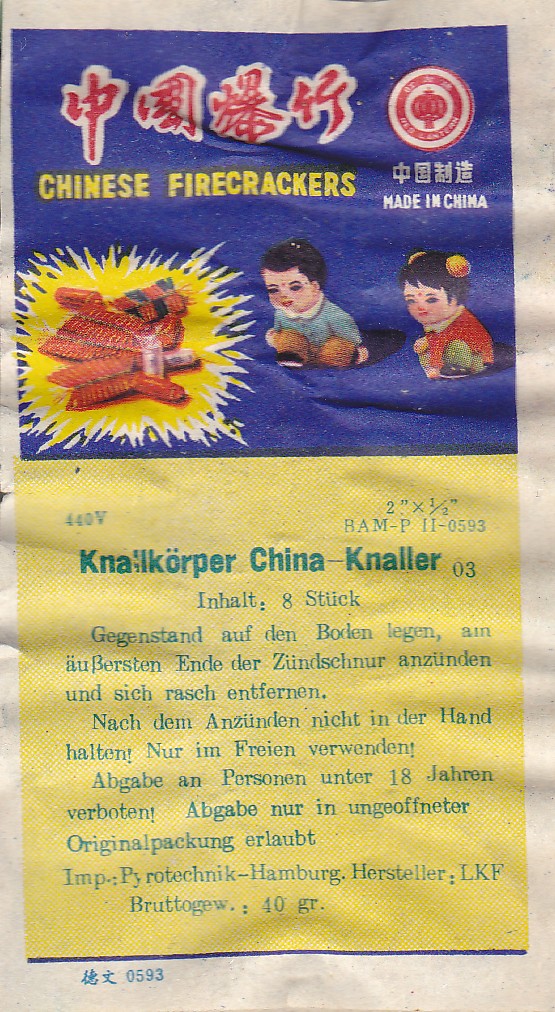 中國爆竹
RED LANTERN
CHINESE FIRECRACKERS
中国制造
MADE IN CHINA
440V
2"×½"
BAM-P II-0593
Knallkörper China-Knaller 03
Inhalt: 8 Stück
Gegenstand auf den Boden legen, am
äußersten Ende der Zündschnur anzünden
und sich rasch entfernen.
Nach dem Anzünden nicht in der Hand
halten! Nur im Freien verwenden!
Abgabe an Personen unter 18 Jahren
verboten! Abgabe nur in ungeoffneter
Originalpackung erlaubt
Imp.: Pyrotechnik-Hamburg. Hersteller: LKF
Bruttogew.: 40 gr.
德文 0593